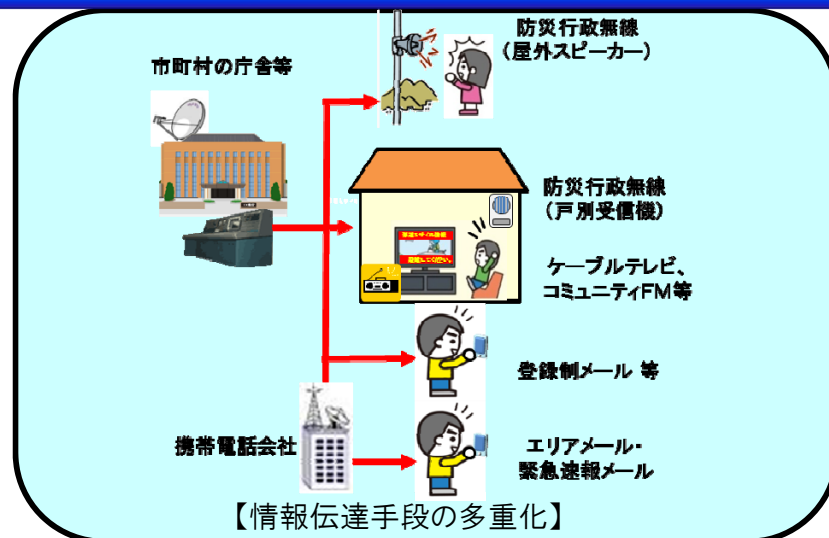 防災行政無線
(屋外スピーカー)
市町村の庁舎等
防災行政無線
(戸別受信機)
ケーブルテレビ、
コミュニティFM等
登録制メール 等
携帯電話会社
エリアメール・
緊急速報メール
【情報伝達手段の多重化】